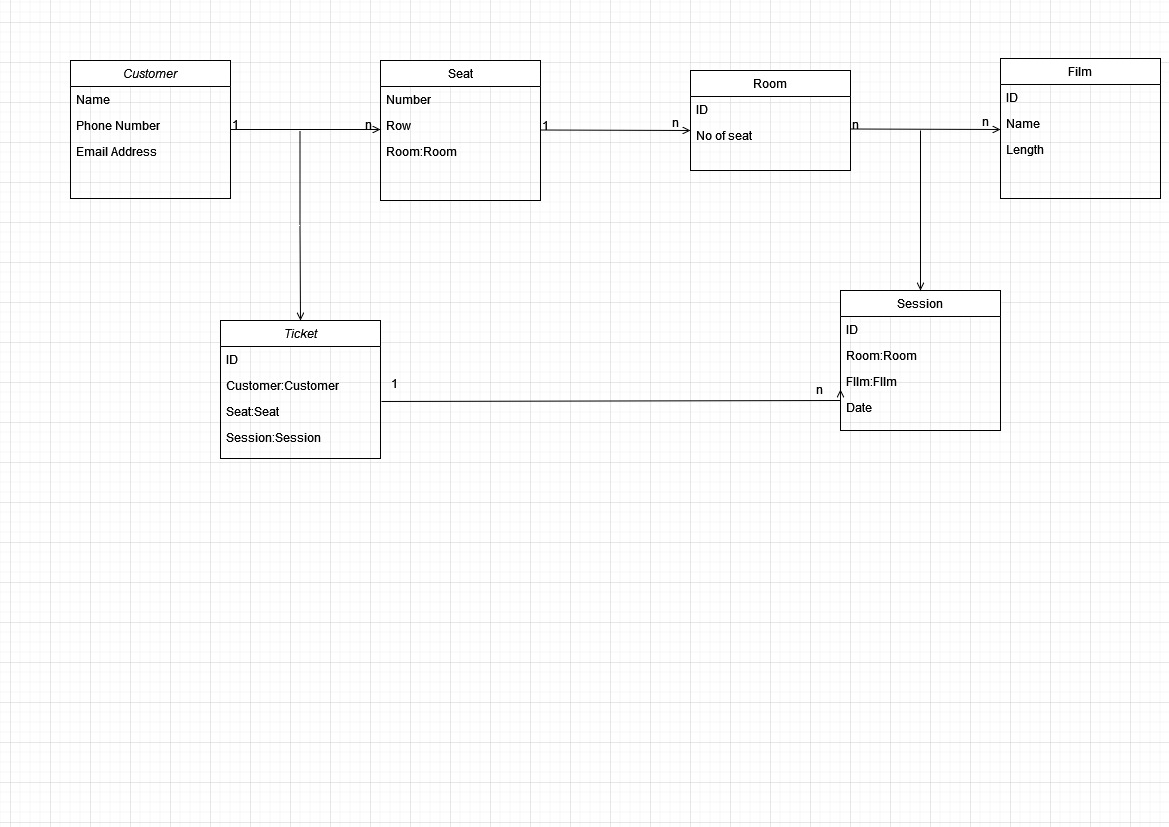 Customer
Name
Phone Number
Email Address
1
n
Seat
Number
Row
Room:Room
1
n
Room
ID
No of seat
n
n
Film
ID
Name
Length
Ticket
ID
Customer:Customer
Seat:Seat
Session:Session
1
n
Session
ID
Room:Room
FIlm:FIlm
Date